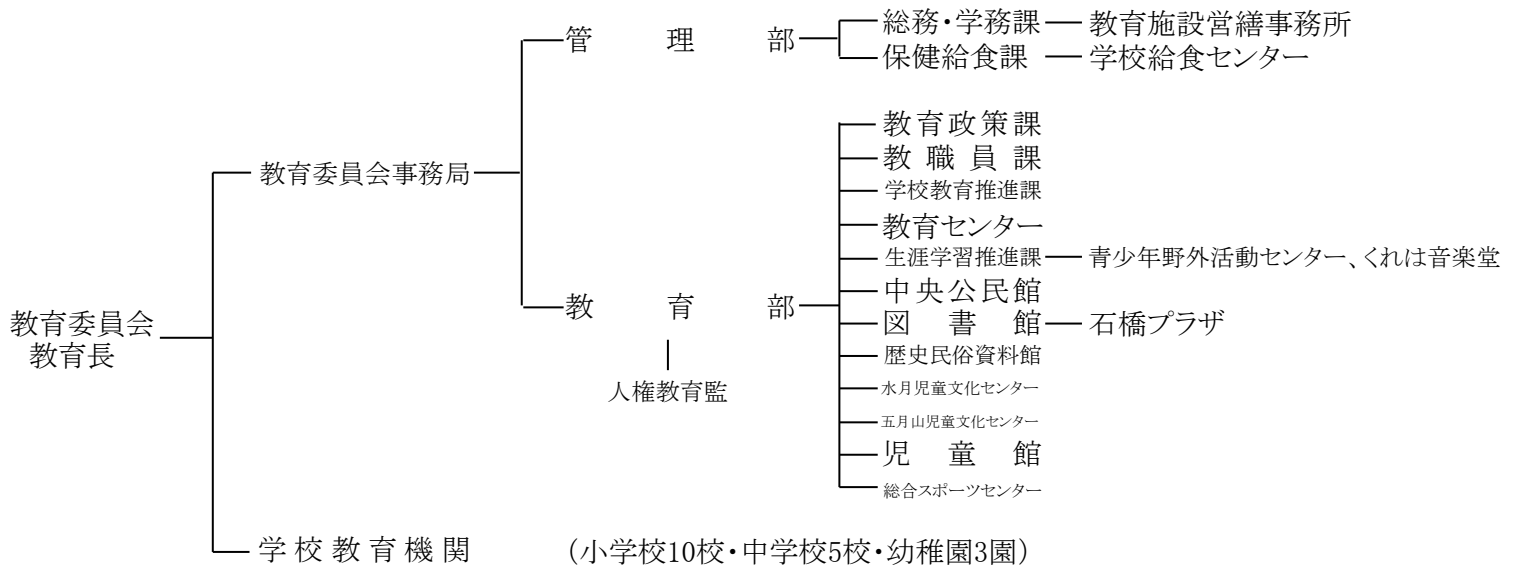 総務・学務課 教育施設営繕事務所
管理部
保健給食課 学校給食センター
教育政策課
教職員課
教育委員会事務局
学校教育推進課
教育センター
生涯学習推進課 青少年野外活動センター、くれは音楽堂
中央公民館
教育部
図書館 石橋プラザ
教育委員会
教育長
歴史民俗資料館
人権教育監
水月児童文化センター
五月山児童文化センター
児童館
総合スポーツセンター
学校教育機関 (小学校10校・中学校5校・幼稚園3園)